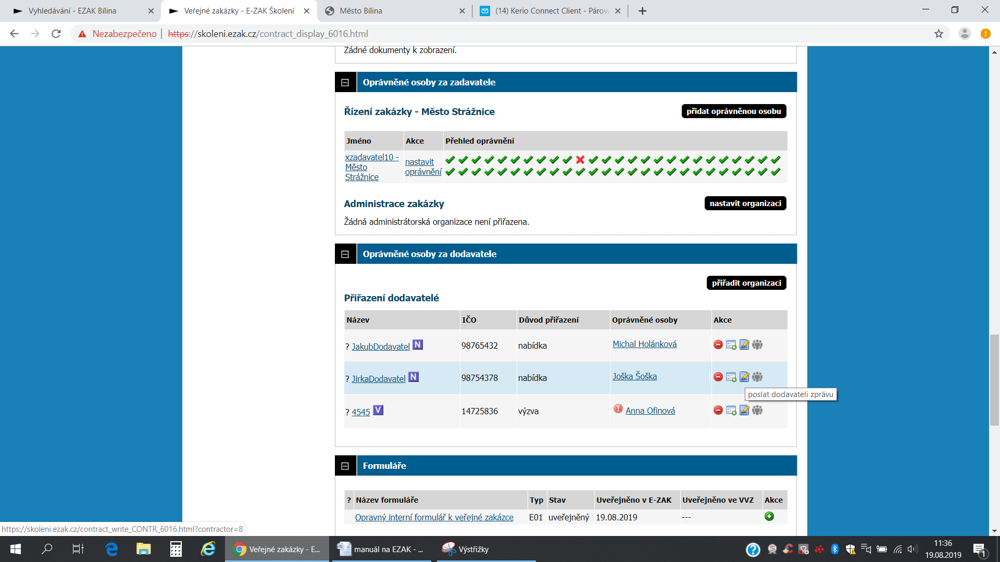 Vyhledávání - EZAK Bílina
Veřejné zakázky - E-ZAK Školení
Město Bílina
(14) Kerio Connect Client - Párov
Nezabezpečeno
https://skoleni.ezak.cz/contract_display_6016.html
Žádné dokumenty k zobrazení.
Oprávněné osoby za zadavatele
Řízení zakázky - Město Strážnice
přidat oprávněnou osobu
Jméno Akce Přehled oprávnění
xzadavatel10 -
Město
Strážnice
nastavit
oprávnění
Administrace zakázky
nastavit organizaci
Žádná administrátorská organizace není přiřazena.
Oprávněné osoby za dodavatele
přiřadit organizaci
Přiřazení dodavatelé
Název IČO Důvod přiřazení Oprávněné osoby Akce
? JakubDodavatel N 98765432 nabídka Michal Holánková
? JirkaDodavatel N 98754378 nabídka Joška Šoška
poslat dodavateli zprávu
? 4545 V 14725836 výzva Anna Ofinová
Formuláře
? Název formuláře Typ Stav Uveřejněno v E-ZAK Uveřejněno ve VVZ Akce
Opravný interní formulář k veřejné zakázce E01 uveřejněný 19.08.2019 ---
https://skoleni.ezak.cz/contract_write_CONTR_6016.html?contractor=8
Veřejné zakázky - E...
manuál na EZAK - ...
Výstřižky
11:36
19.08.2019
1